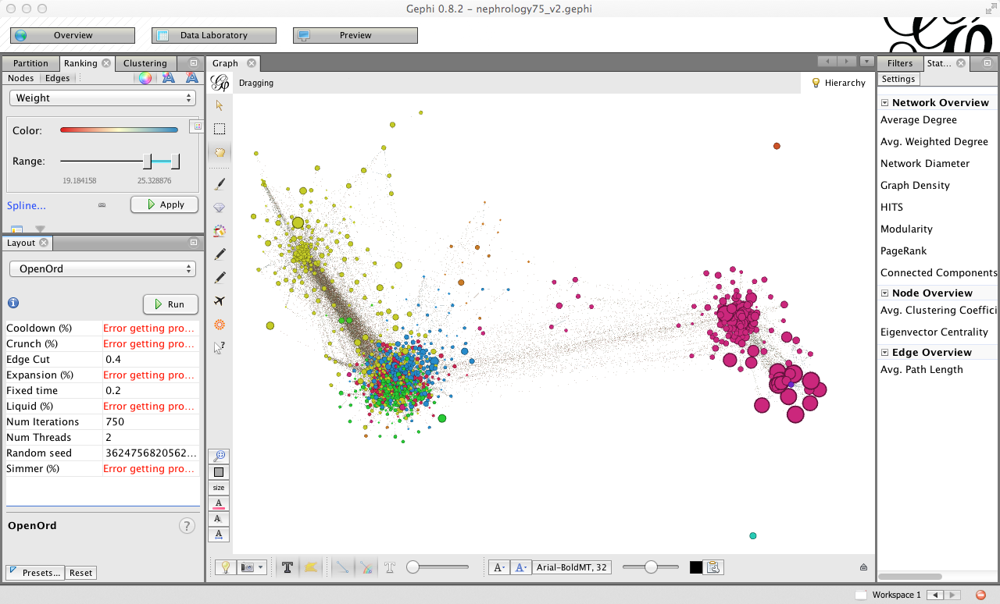 Gephi 0.8.2 – nephrology75_v2.gephi
Overview
Data Laboratory
Preview
Partition
Ranking
Clustering
Nodes
Edges
Weight
Color:
Range:
19.184158
25.328876
Spline...
Apply
Layout
OpenOrd
Run
Cooldown (%) Error getting pro...
Crunch (%) Error getting pro...
Edge Cut 0.4
Expansion (%) Error getting pro...
Fixed time 0.2
Liquid (%) Error getting pro...
Num Iterations 750
Num Threads 2
Random seed 3624756820562...
Simmer (%) Error getting pro...
OpenOrd
?
Presets...
Reset
Graph
Dragging
Hierarchy
?
size
A
A
A
T
T
A-
A-
Arial-BoldMT, 32
Filters
Stat...
Settings
Network Overview
Average Degree
Avg. Weighted Degree
Network Diameter
Graph Density
HITS
Modularity
PageRank
Connected Components
Node Overview
Avg. Clustering Coeffici
Eigenvector Centrality
Edge Overview
Avg. Path Length
Workspace 1